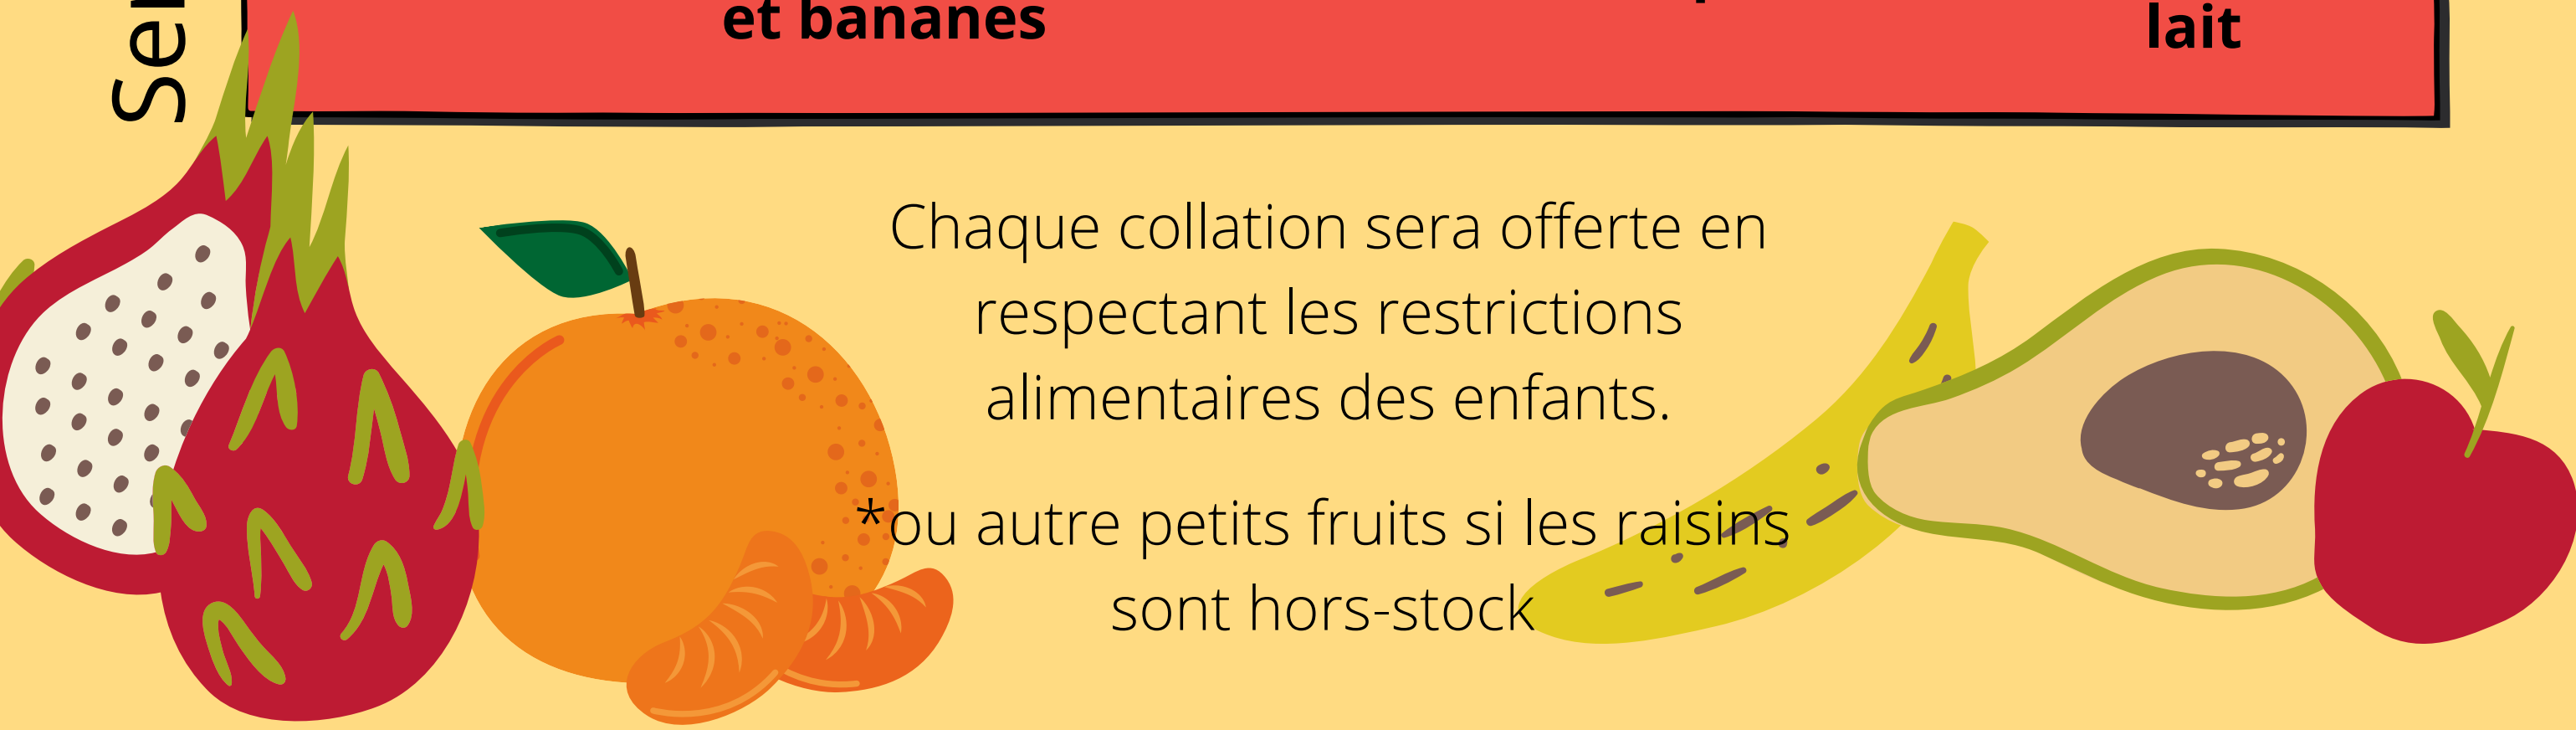 et bananes
lait
Chaque collation sera offerte en
respectant les restrictions
alimentaires des enfants.
*ou autre petits fruits si les raisins
sont hors-stock